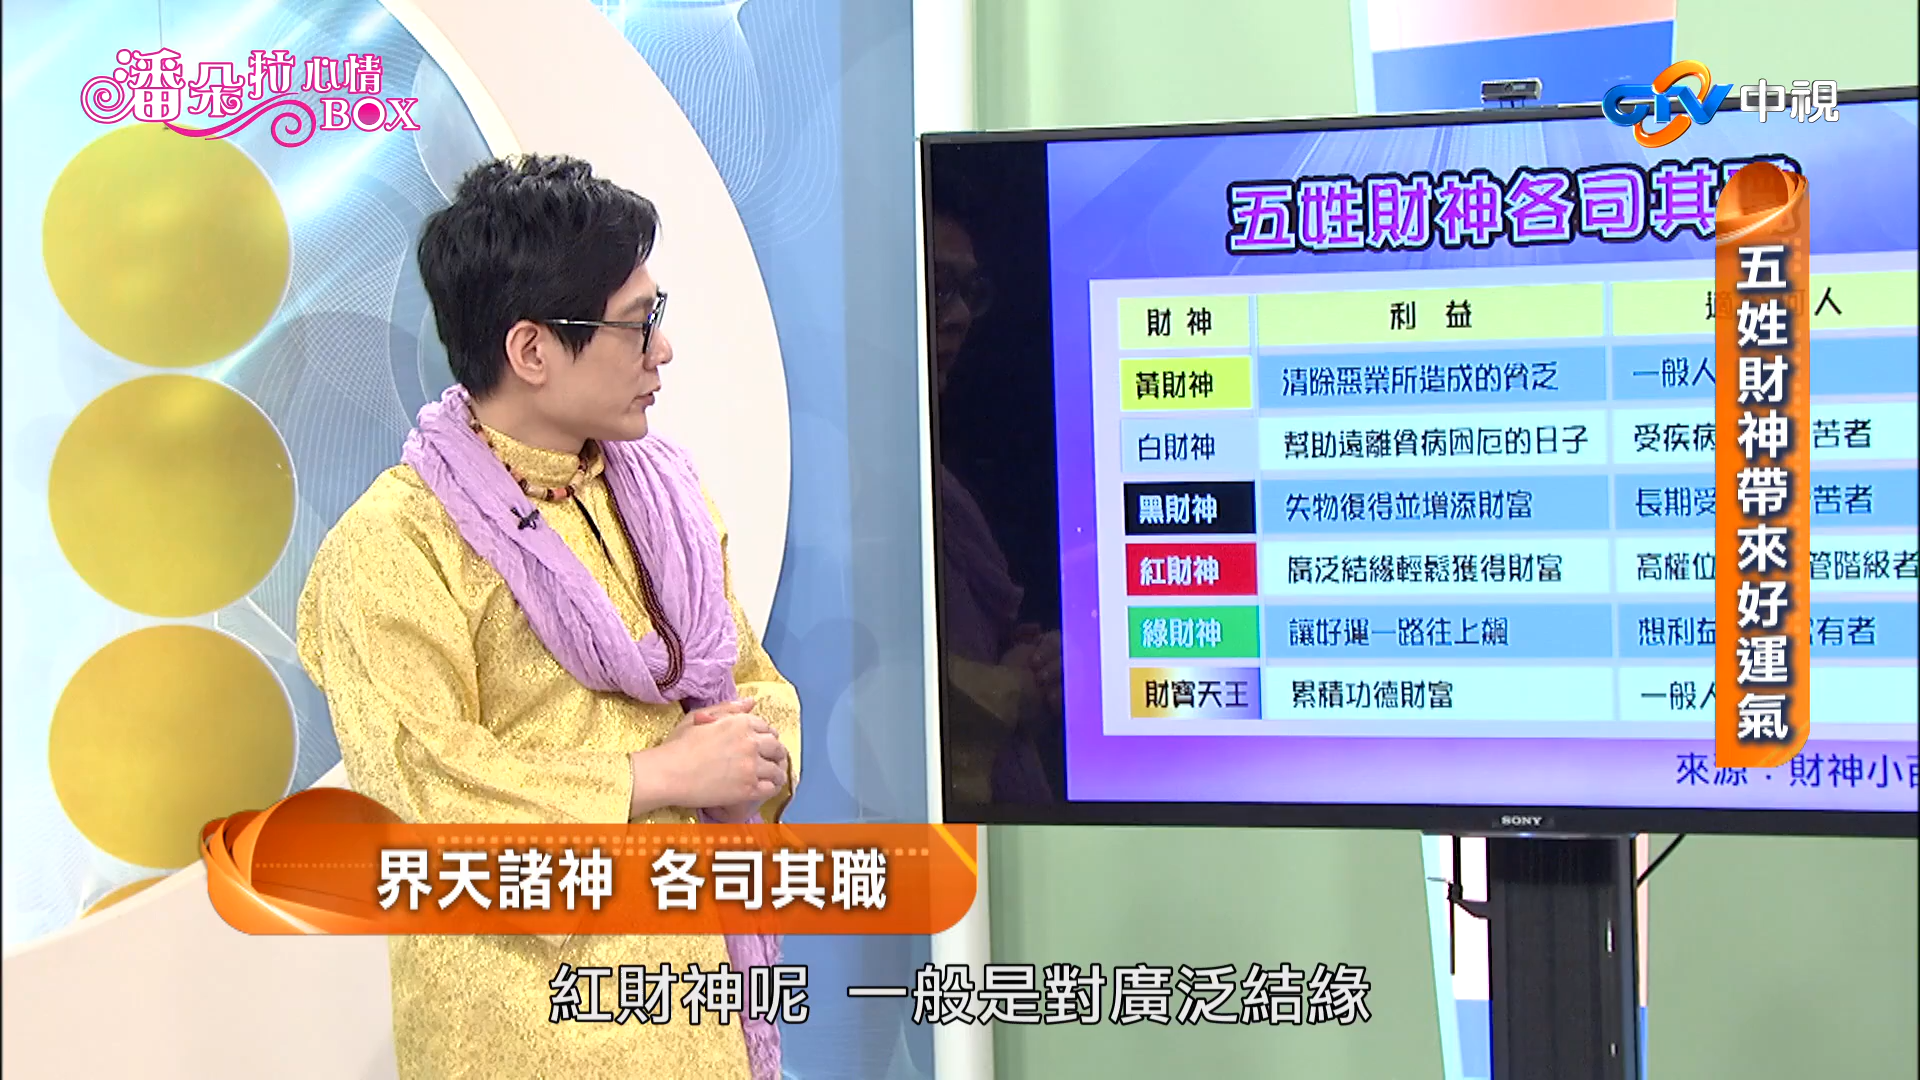 潘朵拉心情BOX
CTV中視
五姓財神各司其職
財神 利益 適 何人
黃財神 清除惡業所造成的貧乏 一般人
白財神 幫助遠離貧病困厄的日子 受疾病 苦者
黑財神 失物復得並增添財富 長期受 苦者
紅財神 廣泛結緣輕鬆獲得財富 高權位 管階級者
綠財神 讓好運一路往上飆 想利益 有者
財寶天王 累積功德財富 一般人
來源：財神小
SONY
五姓財神帶來好運氣
界天諸神 各司其職
紅財神呢 一般是對廣泛結緣